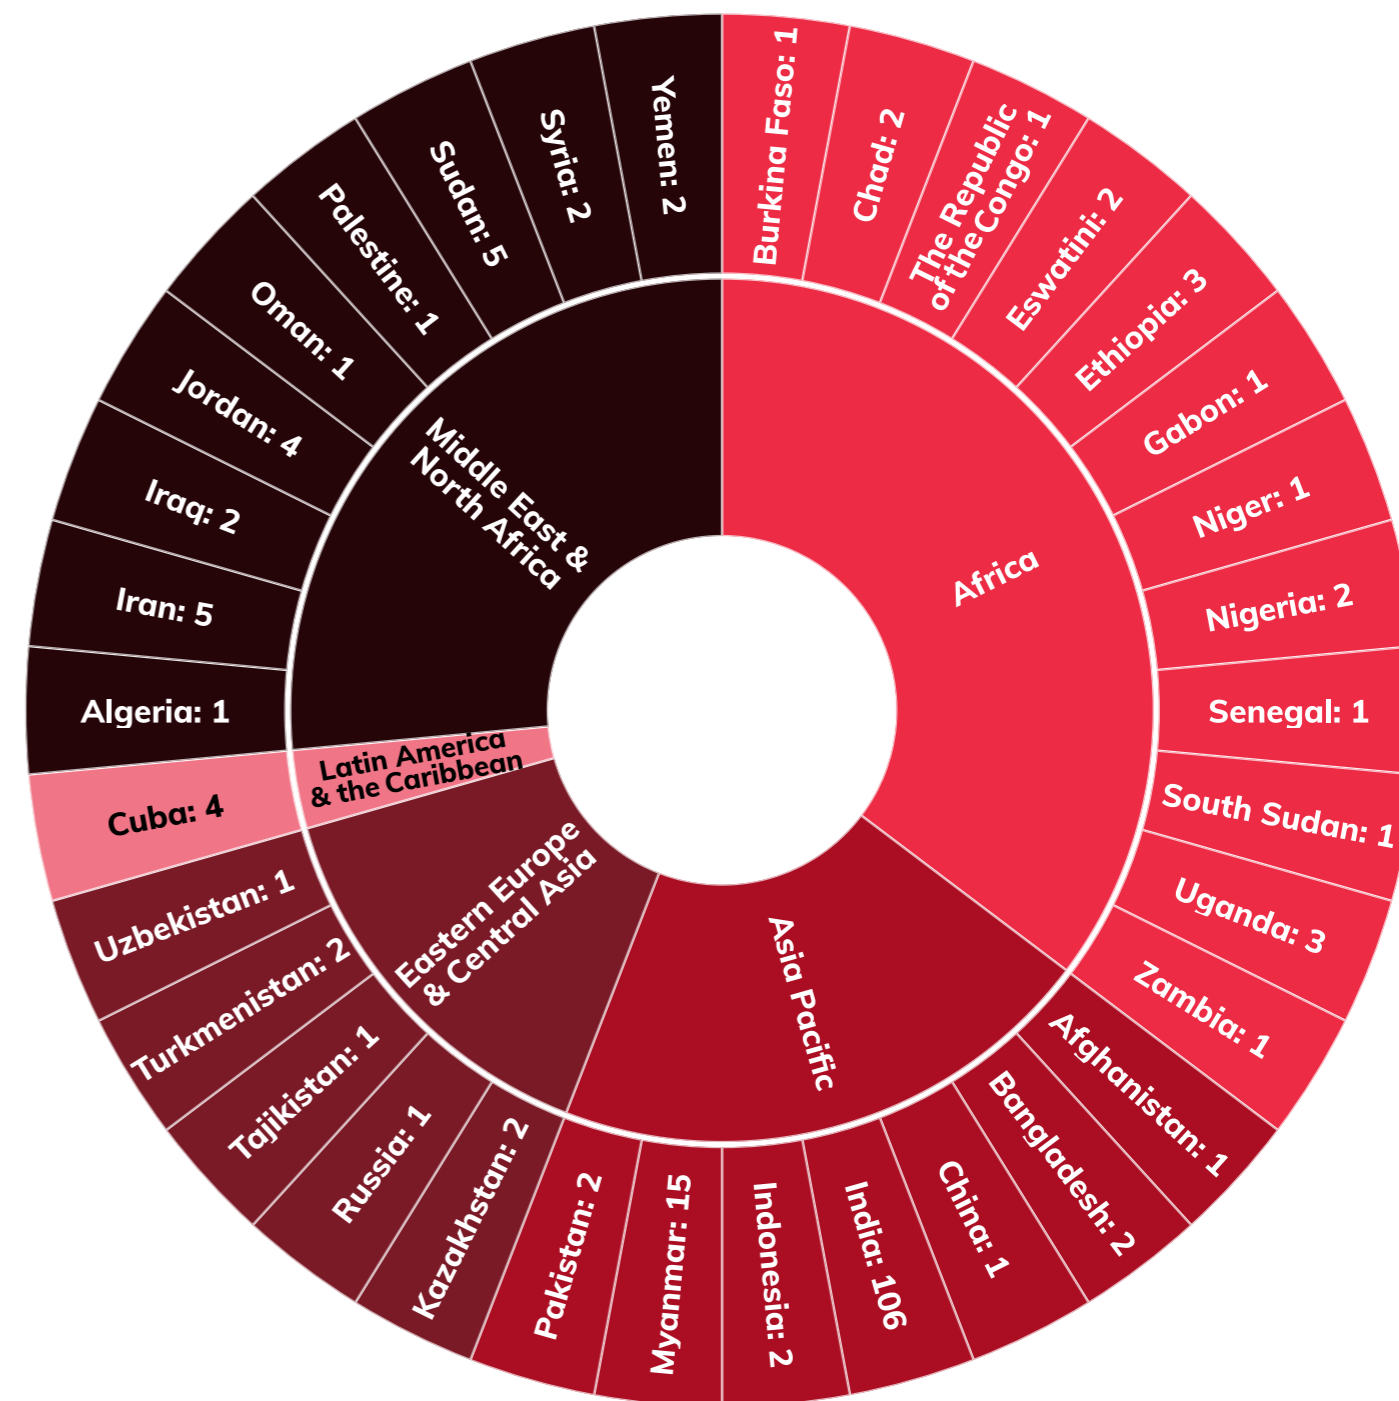 Burkina Faso: 1
Chad: 2
The Republic
of the Congo: 1
Eswatini: 2
Ethiopia: 3
Gabon: 1
Niger: 1
Nigeria: 2
Senegal: 1
South Sudan: 1
Uganda: 3
Zambia: 1
Afghanistan: 1
Bangladesh: 2
China: 1
India: 106
Indonesia: 2
Myanmar: 15
Pakistan: 2
Kazakhstan: 2
Russia: 1
Tajikistan: 1
Turkmenistan: 2
Uzbekistan: 1
Cuba: 4
Algeria: 1
Iran: 5
Iraq: 2
Jordan: 4
Oman: 1
Palestine: 1
Sudan: 5
Syria: 2
Yemen: 2
Africa
Asia Pacific
Eastern Europe
& Central Asia
Latin America
& the Caribbean
Middle East &
North Africa